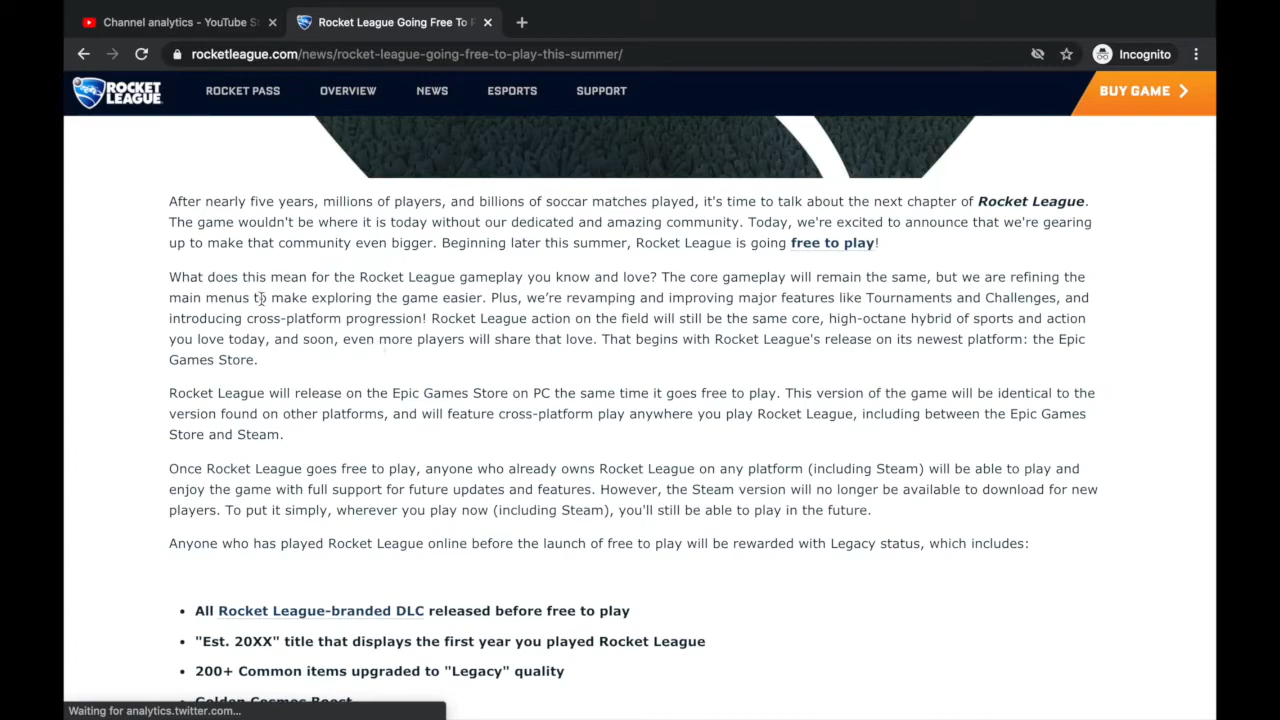 Channel analytics - YouTube S
Rocket League Going Free To P
rocketleague.com/news/rocket-league-going-free-to-play-this-summer/
Incognito
ROCKET LEAGUE
ROCKET PASS
OVERVIEW
NEWS
ESPORTS
SUPPORT
BUY GAME
After nearly five years, millions of players, and billions of soccar matches played, it's time to talk about the next chapter of Rocket League.
The game wouldn't be where it is today without our dedicated and amazing community. Today, we're excited to announce that we're gearing
up to make that community even bigger. Beginning later this summer, Rocket League is going free to play!
What does this mean for the Rocket League gameplay you know and love? The core gameplay will remain the same, but we are refining the
main menus to make exploring the game easier. Plus, we’re revamping and improving major features like Tournaments and Challenges, and
introducing cross-platform progression! Rocket League action on the field will still be the same core, high-octane hybrid of sports and action
you love today, and soon, even more players will share that love. That begins with Rocket League's release on its newest platform: the Epic
Games Store.
Rocket League will release on the Epic Games Store on PC the same time it goes free to play. This version of the game will be identical to the
version found on other platforms, and will feature cross-platform play anywhere you play Rocket League, including between the Epic Games
Store and Steam.
Once Rocket League goes free to play, anyone who already owns Rocket League on any platform (including Steam) will be able to play and
enjoy the game with full support for future updates and features. However, the Steam version will no longer be available to download for new
players. To put it simply, wherever you play now (including Steam), you'll still be able to play in the future.
Anyone who has played Rocket League online before the launch of free to play will be rewarded with Legacy status, which includes:
• All Rocket League-branded DLC released before free to play
• "Est. 20XX" title that displays the first year you played Rocket League
• 200+ Common items upgraded to "Legacy" quality
• Golden Cosmos Boost
Waiting for analytics.twitter.com...